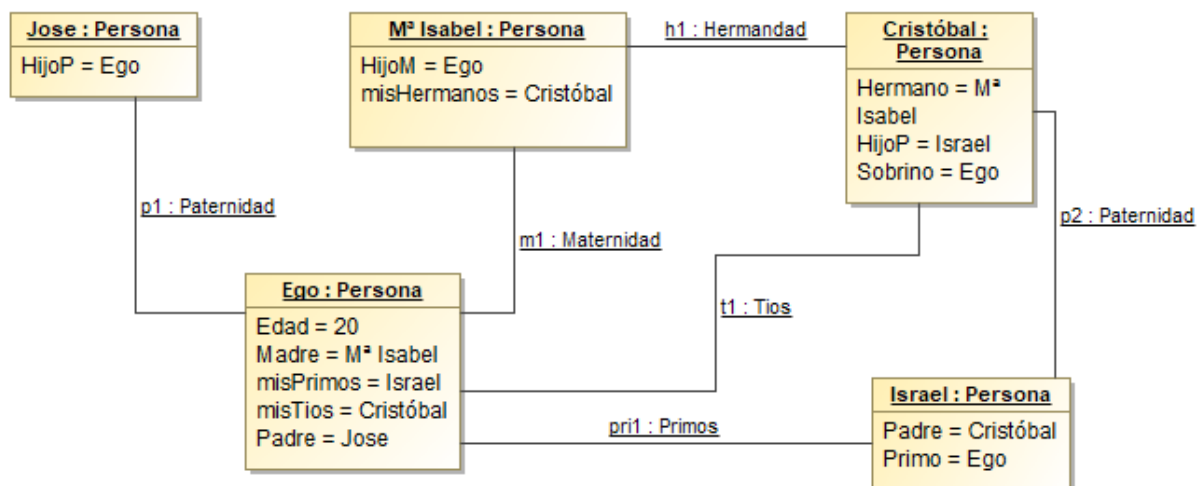 Jose : Persona
HijoP = Ego
Mª Isabel : Persona
HijoM = Ego
misHermanos = Cristóbal
h1 : Hermandad
Cristóbal :
Persona
Hermano = Mª
Isabel
HijoP = Israel
Sobrino = Ego
p1 : Paternidad
m1 : Maternidad
p2 : Paternidad
t1 : Tios
Ego : Persona
Edad = 20
Madre = Mª Isabel
misPrimos = Israel
misTios = Cristóbal
Padre = Jose
pri1 : Primos
Israel : Persona
Padre = Cristóbal
Primo = Ego